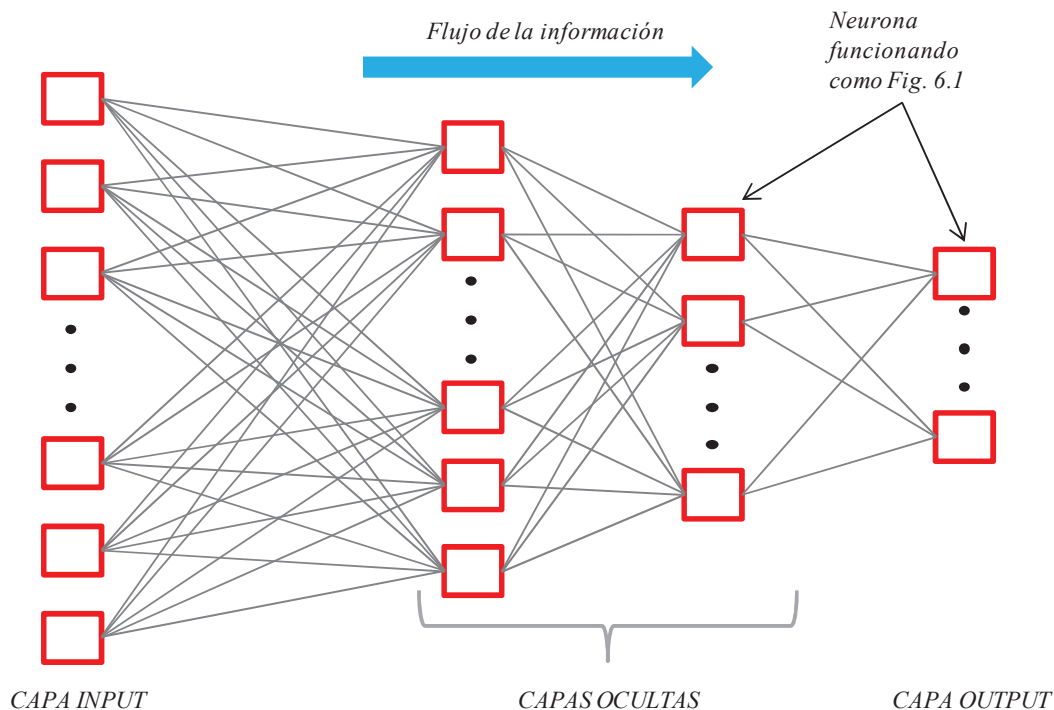 Flujo de la información
Neurona
funcionando
como Fig. 6.1
CAPA INPUT
CAPAS OCULTAS
CAPA OUTPUT